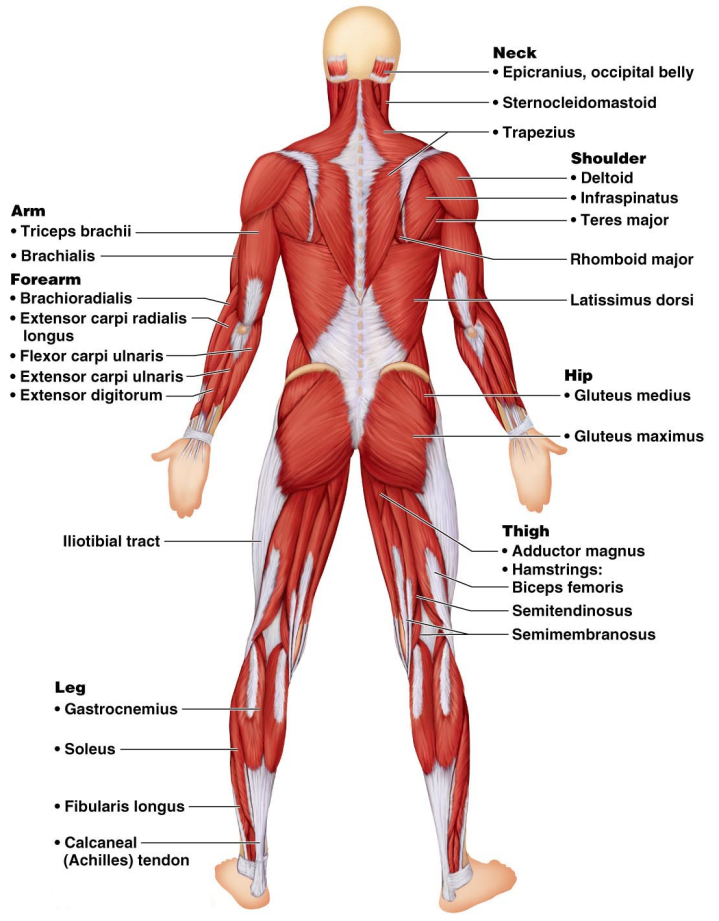 Neck
• Epicranius, occipital belly
• Sternocleidomastoid
• Trapezius
Shoulder
• Deltoid
• Infraspinatus
• Teres major
Rhomboid major
Latissimus dorsi
Arm
• Triceps brachii
• Brachialis
Forearm
• Brachioradialis
• Extensor carpi radialis
longus
• Flexor carpi ulnaris
• Extensor carpi ulnaris
• Extensor digitorum
Hip
• Gluteus medius
• Gluteus maximus
Iliotibial tract
Thigh
• Adductor magnus
• Hamstrings:
Biceps femoris
Semitendinosus
Semimembranosus
Leg
• Gastrocnemius
• Soleus
• Fibularis longus
• Calcaneal
(Achilles) tendon